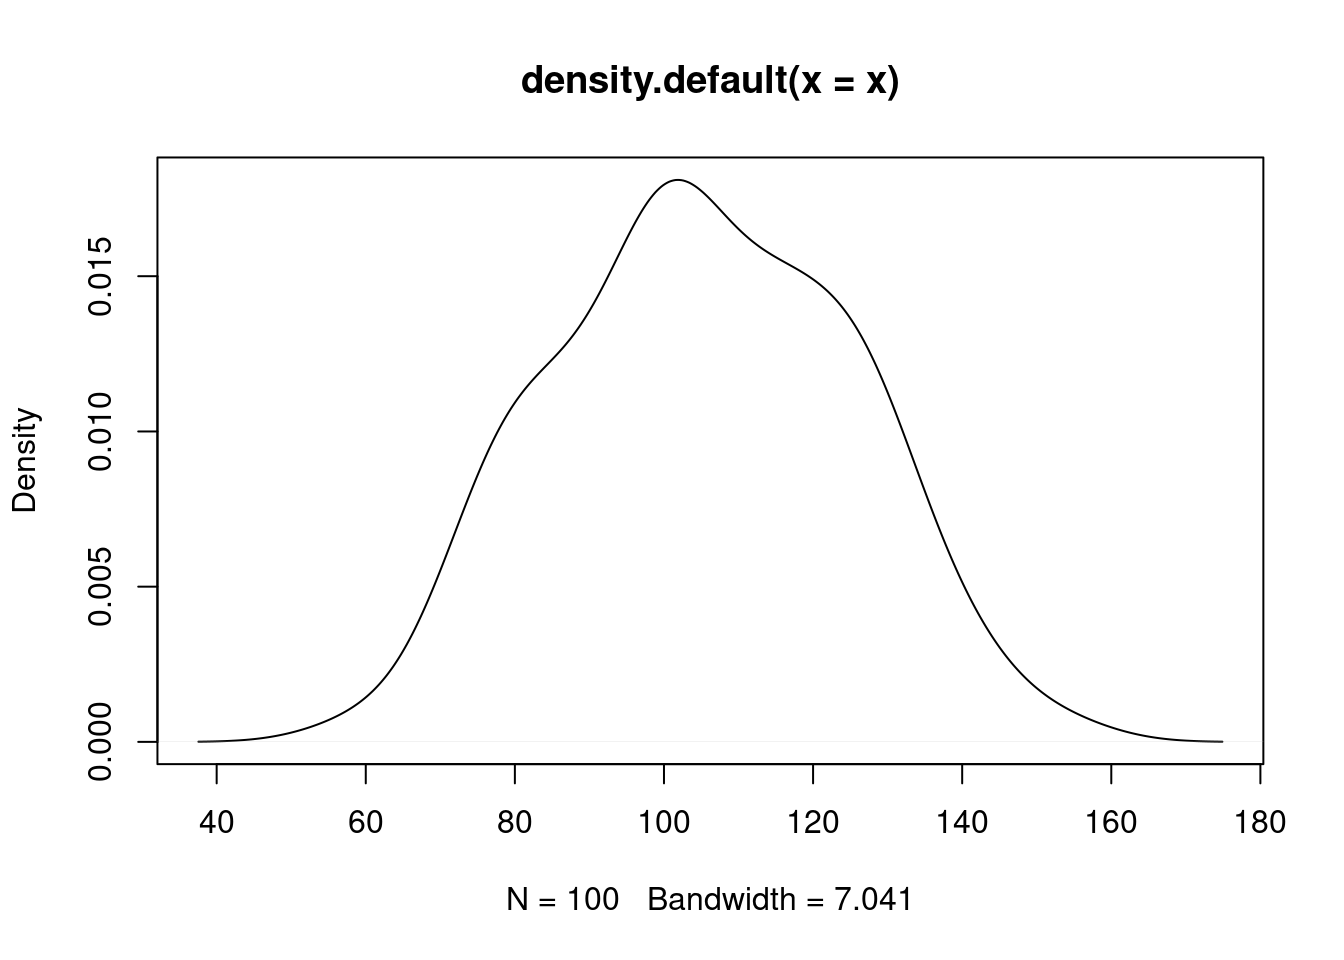 density.default(x = x)
Density
0.015
0.010
0.005
0.000
40 60 80 100 120 140 160 180
N = 100   Bandwidth = 7.041